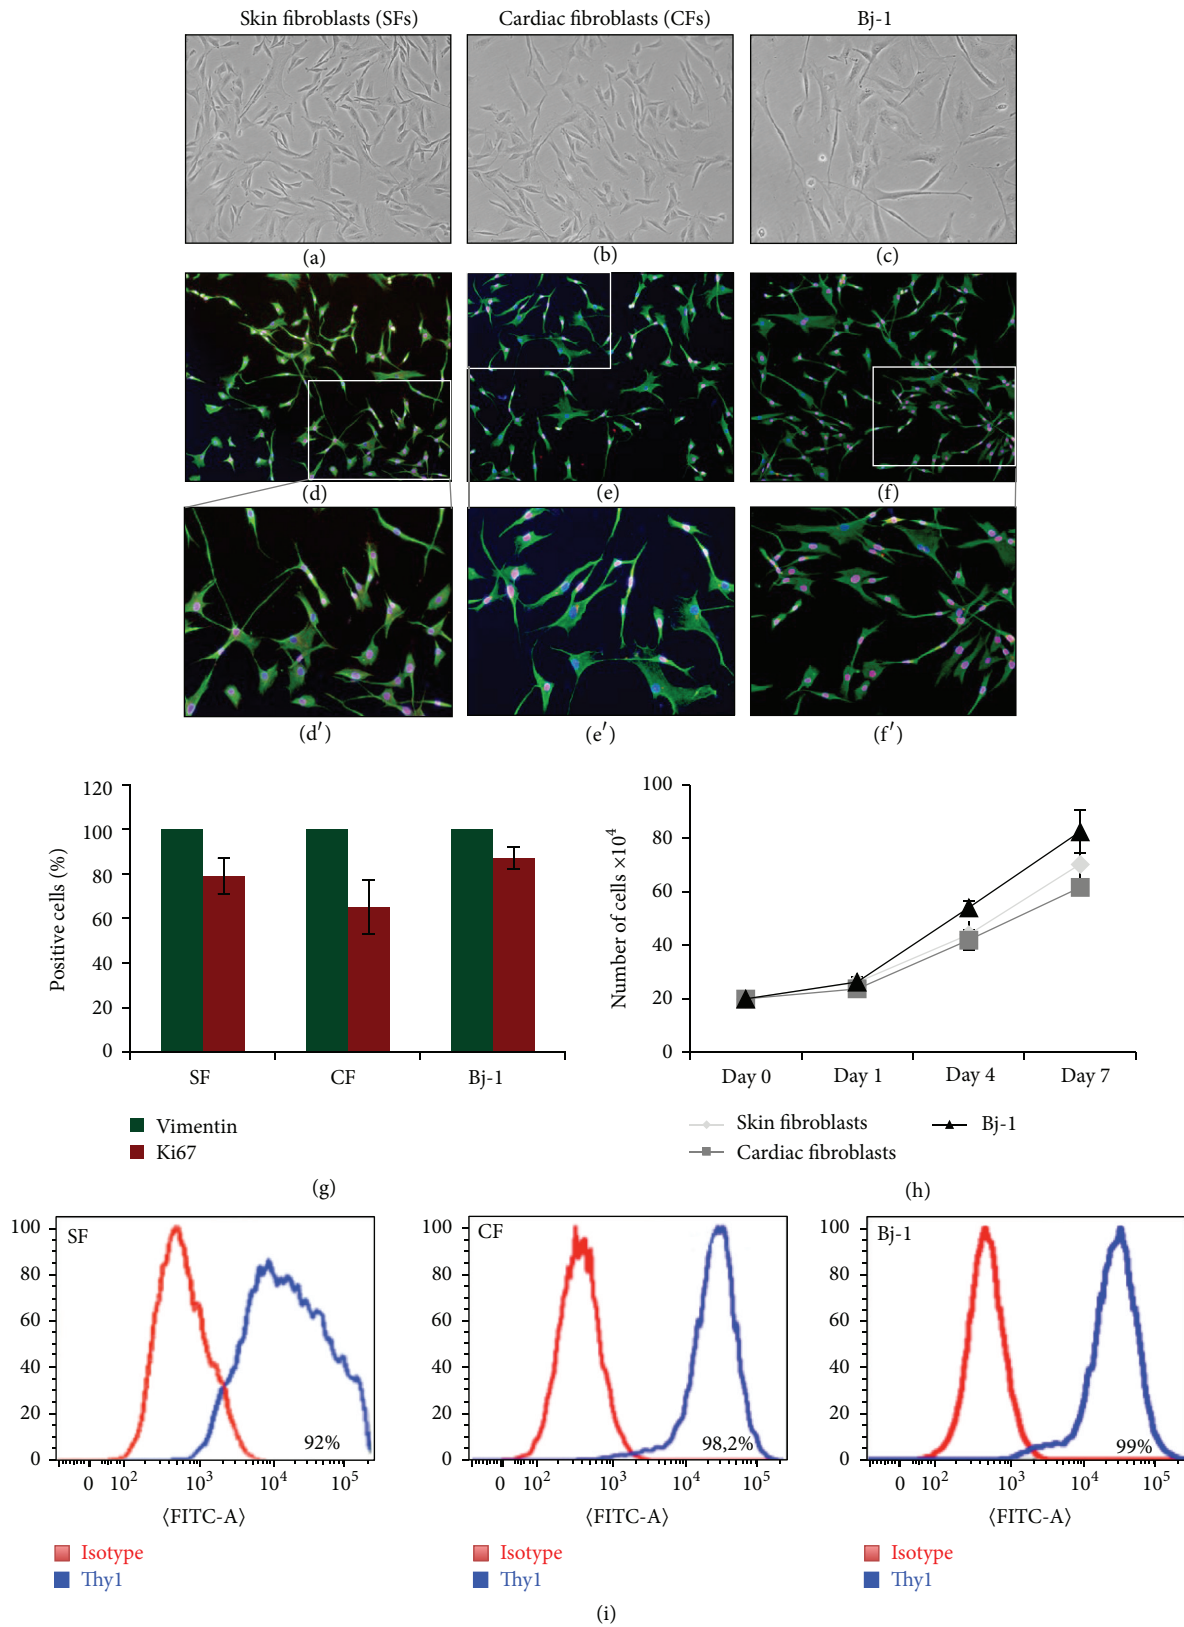 Skin fibroblasts (SFs) Cardiac fibroblasts (CFs) Bj-1
(a) (b) (c)
(d) (e) (f)
(d′) (e′) (f′)
120
100
80
60
40
20
0
Positive cells (%)
SF CF Bj-1
Vimentin
Ki67
(g)
100
80
60
40
20
0
Number of cells ×10⁴
Day 0 Day 1 Day 4 Day 7
Skin fibroblasts Bj-1
Cardiac fibroblasts
(h)
SF
100
80
60
40
20
0
92%
0 10² 10³ 10⁴ 10⁵
⟨FITC-A⟩
Isotype
Thy1
CF
100
80
60
40
20
0
98,2%
0 10² 10³ 10⁴ 10⁵
⟨FITC-A⟩
Isotype
Thy1
Bj-1
100
80
60
40
20
0
99%
0 10² 10³ 10⁴ 10⁵
⟨FITC-A⟩
Isotype
Thy1
(i)